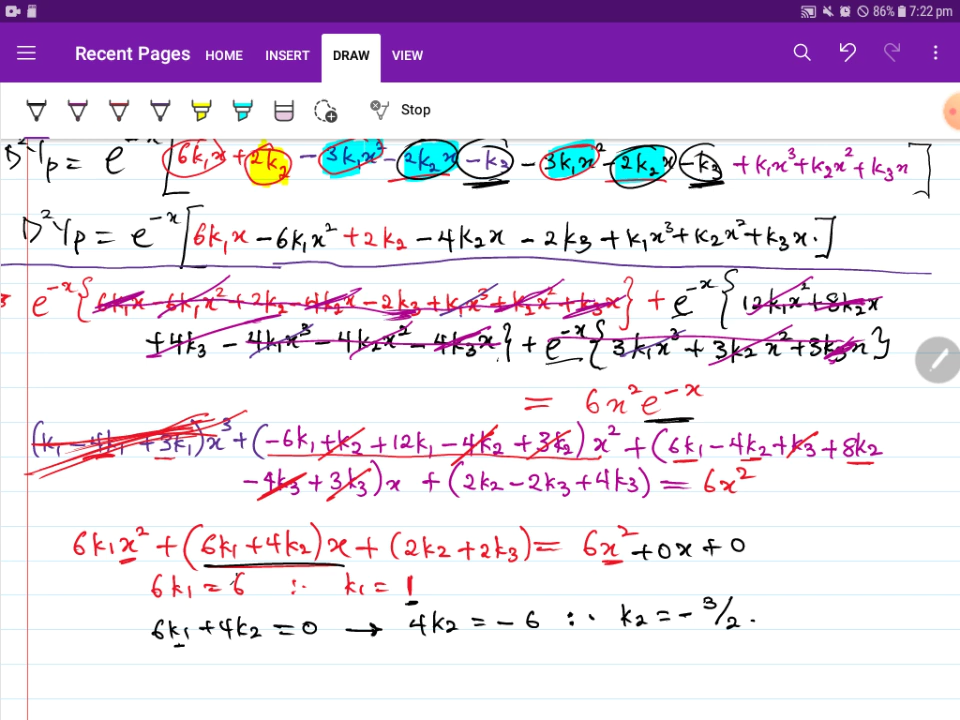 86% 7:22 pm
Recent Pages HOME INSERT DRAW VIEW
Stop
D²Yp = e^-x [6k₁x + 2k₂ - 3k₁x² - 2k₂x - k₃ - 3k₁x² - 2k₂x - k₃ + k₁x³ + k₂x² + k₃x]
D²Yp = e^-x [6k₁x - 6k₁x² + 2k₂ - 4k₂x - 2k₃ + k₁x³ + k₂x² + k₃x.]
e^-x {6k₁x - 6k₁x² + 2k₂ - 4k₂x - 2k₃ + k₁x³ + k₂x² + k₃x} + e^-x {12k₁x² + 8k₂x
+4k₃ - 4k₁x³ - 4k₂x² - 4k₃x} + e^-x {3k₁x³ + 3k₂x² + 3k₃x}
= 6x²e^-x
(k₁ - 4k₁ + 3k₁)x³ + (-6k₁ + k₂ + 12k₁ - 4k₂ + 3k₂)x² + (6k₁ - 4k₂ + k₃ + 8k₂
- 4k₃ + 3k₃)x + (2k₂ - 2k₃ + 4k₃) = 6x²
6k₁x² + (6k₁ + 4k₂)x + (2k₂ + 2k₃) = 6x² + 0x + 0
6k₁ = 6 ∴ k₁ = 1
6k₁ + 4k₂ = 0 → 4k₂ = -6 ∴ k₂ = -3/2.